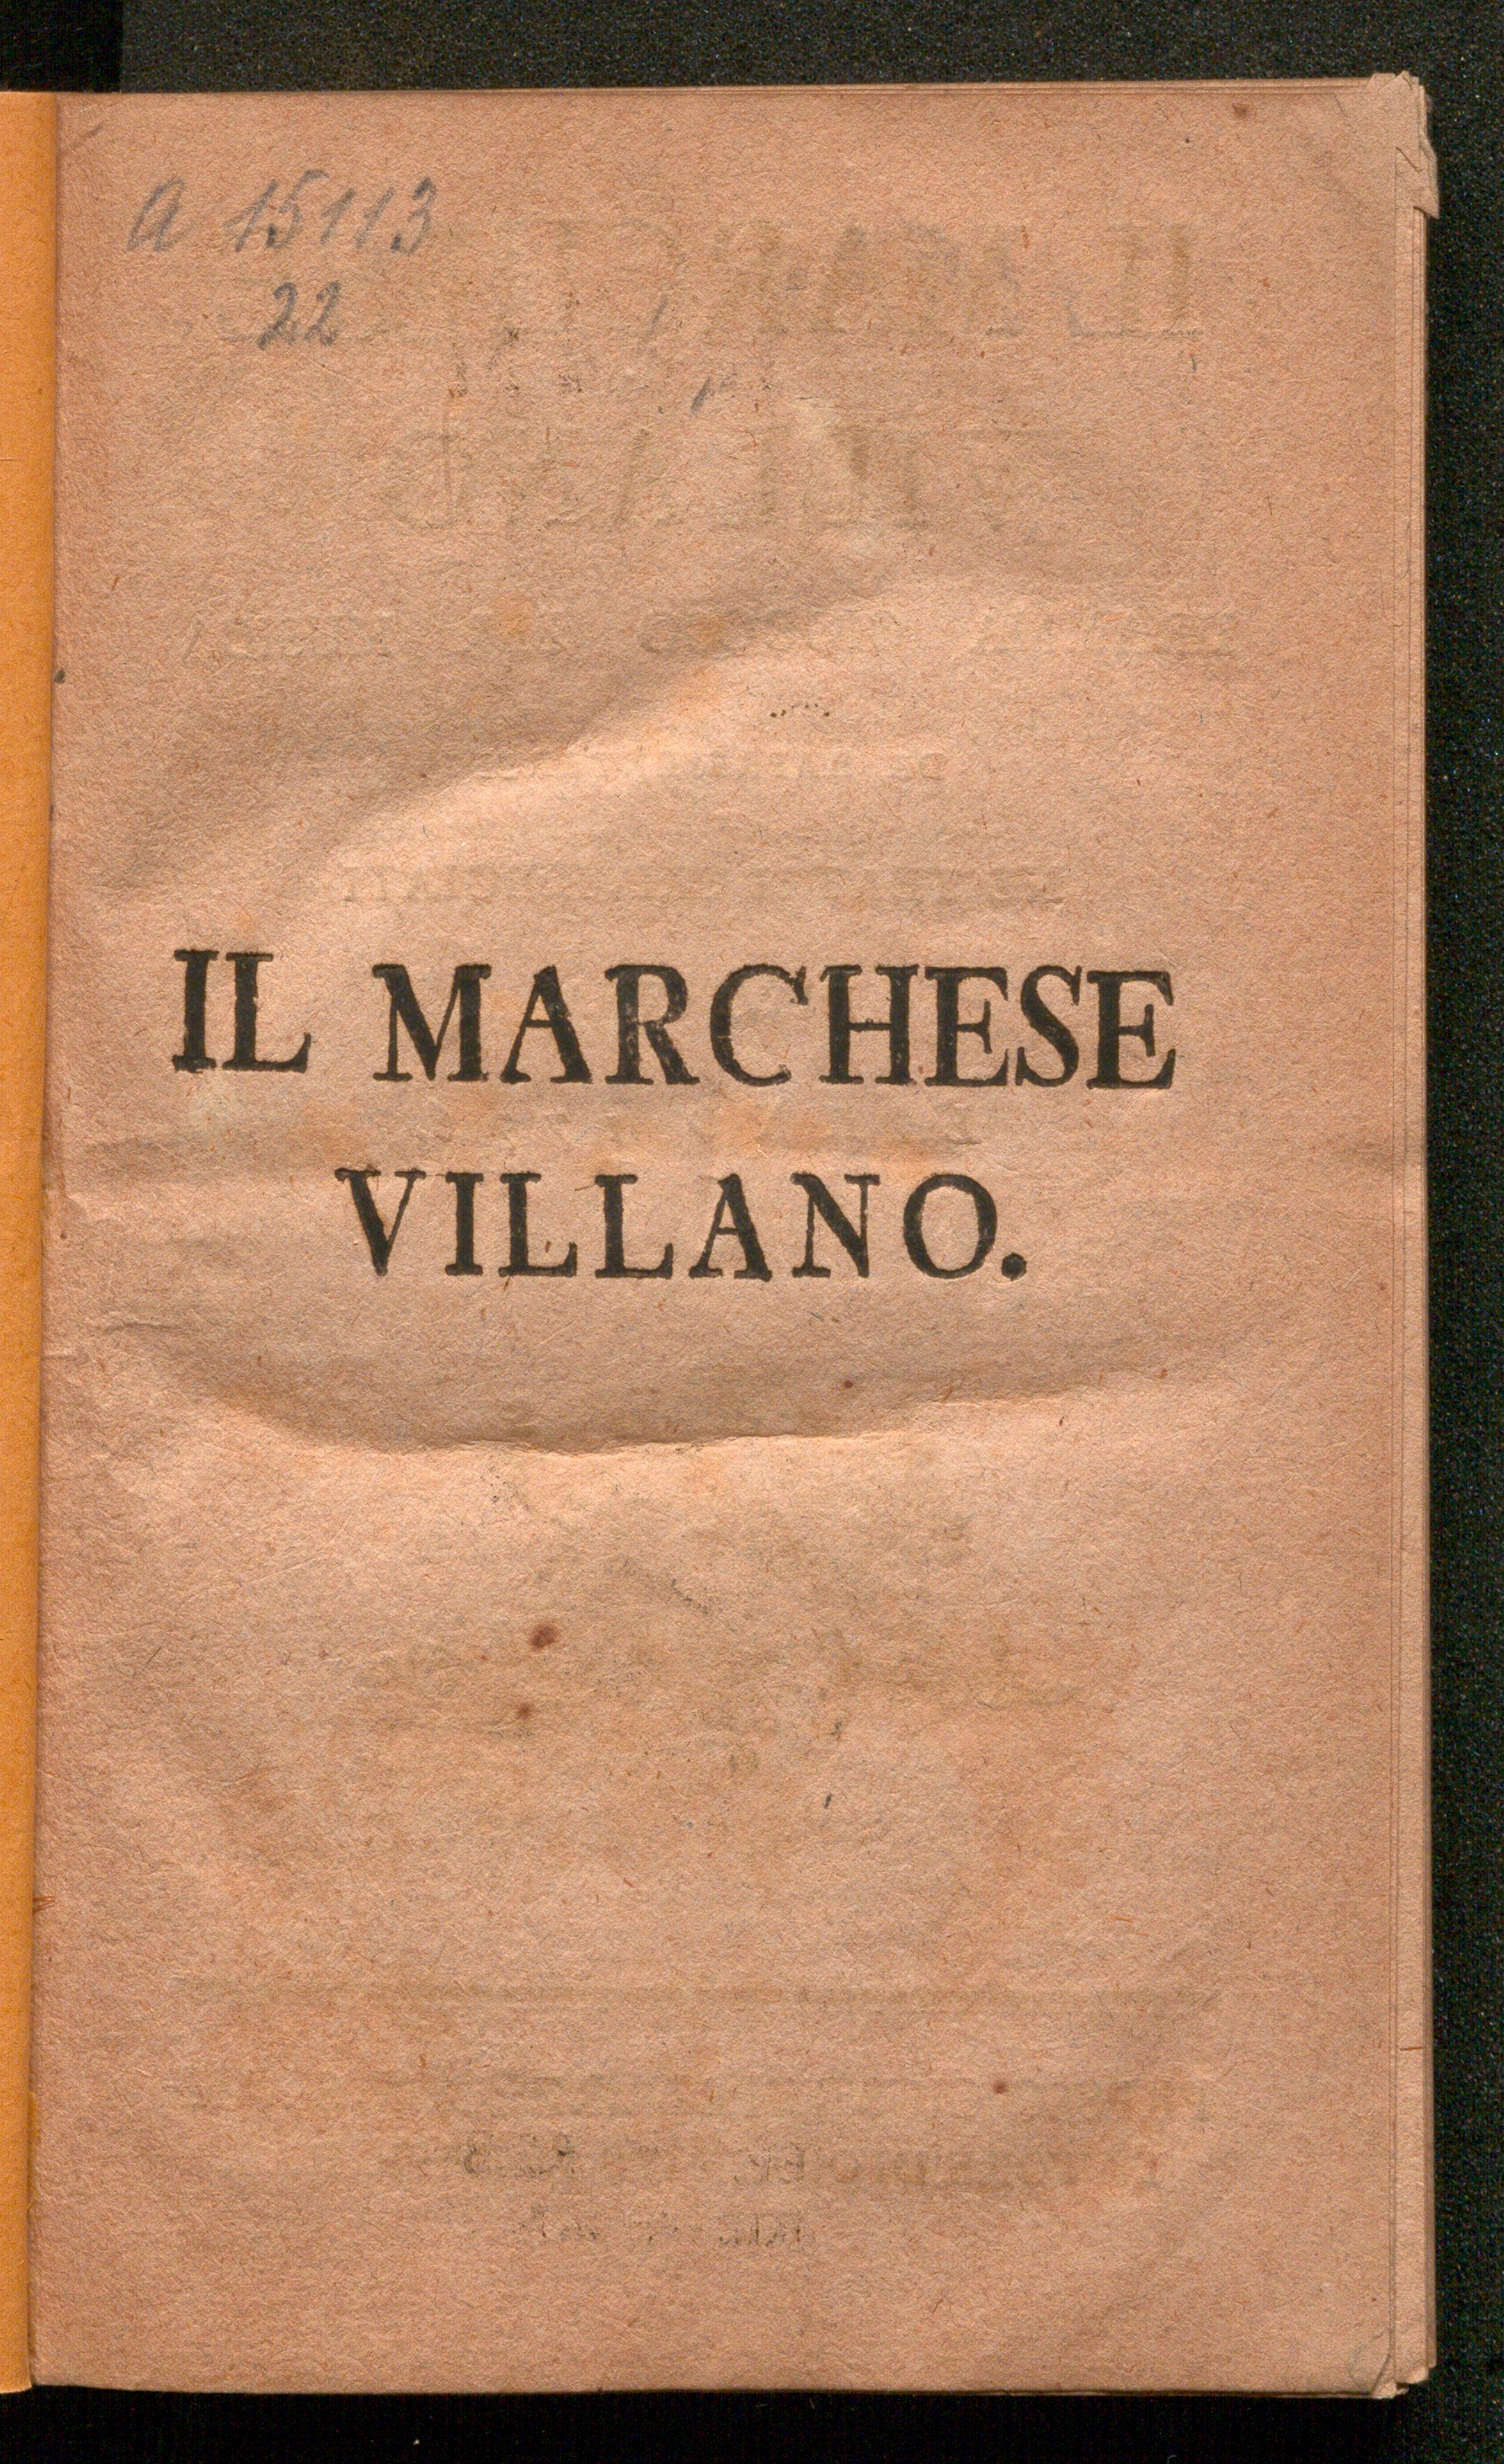 A 15113
22
IL MARCHESE
VILLANO.